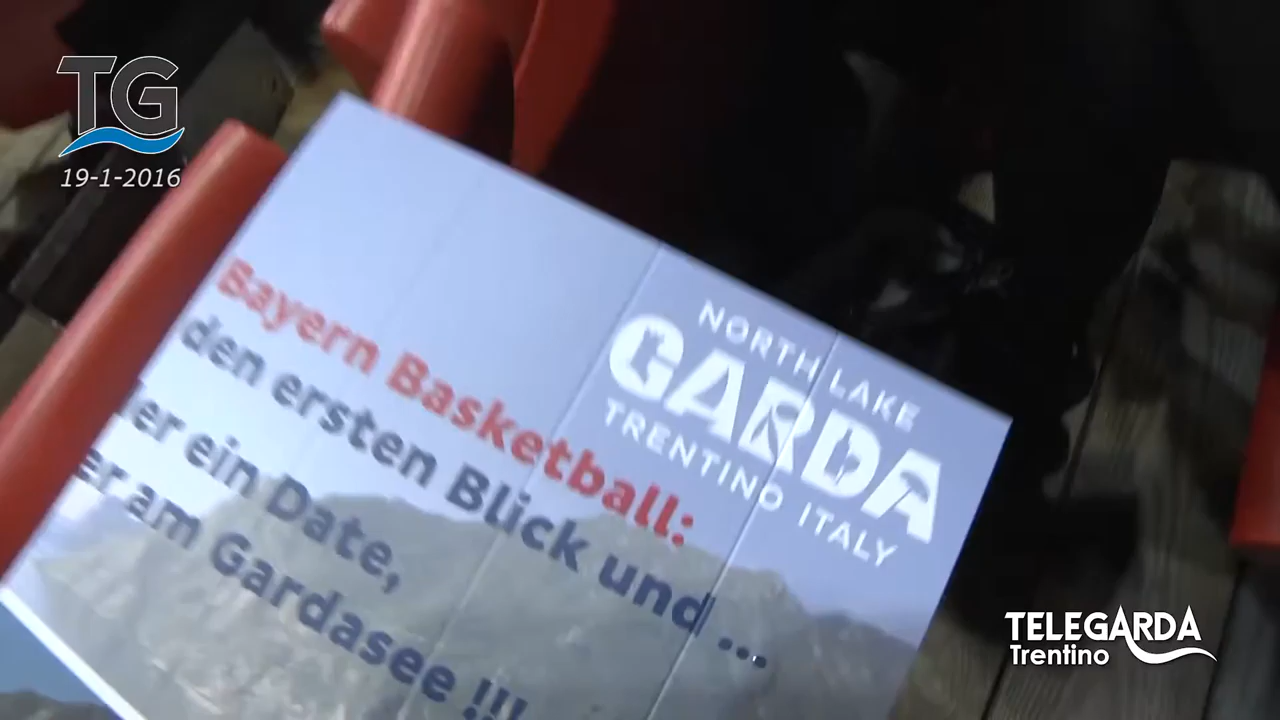 TG
19-1-2016
Bayern Basketball:
den ersten Blick und ...
ein Date,
am Gardasee !!!
NORTH LAKE
GARDA
TRENTINO ITALY
TELEGARDA
Trentino